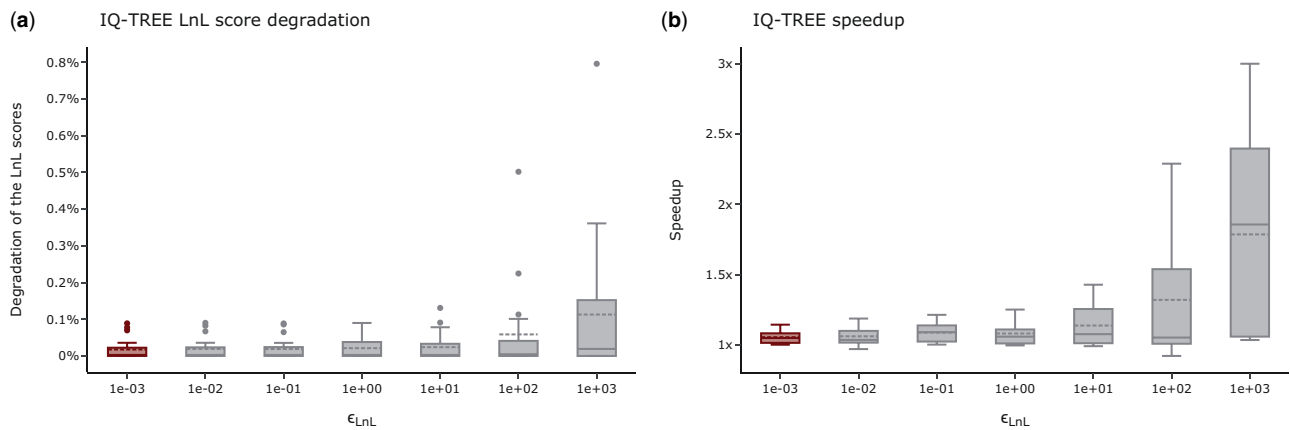 (a) IQ-TREE LnL score degradation
Degradation of the LnL scores
0.8%
0.7%
0.6%
0.5%
0.4%
0.3%
0.2%
0.1%
0%
1e-03 1e-02 1e-01 1e+00 1e+01 1e+02 1e+03
ϵLnL
(b) IQ-TREE speedup
Speedup
3x
2.5x
2x
1.5x
1x
1e-03 1e-02 1e-01 1e+00 1e+01 1e+02 1e+03
ϵLnL